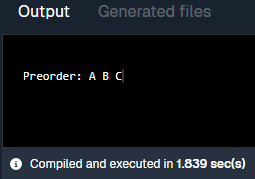 Output Generated files
Preorder: A B C
Compiled and executed in 1.839 sec(s)